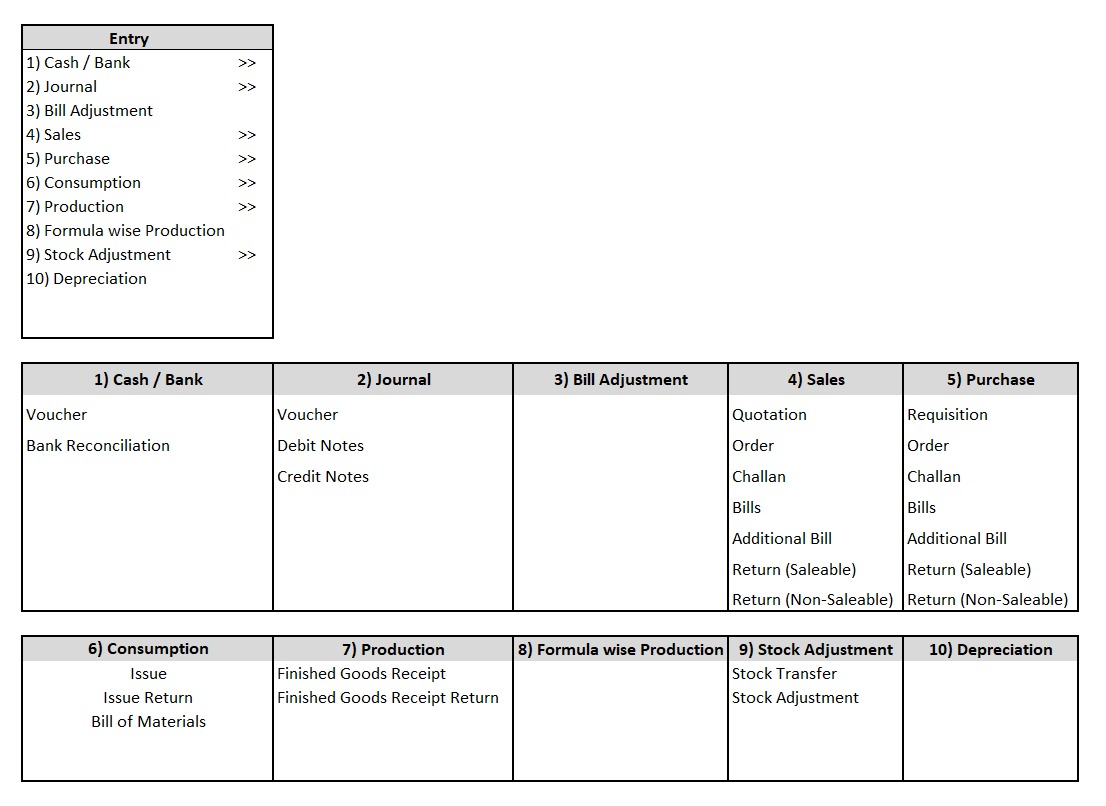 Entry
1) Cash / Bank >>
2) Journal >>
3) Bill Adjustment
4) Sales >>
5) Purchase >>
6) Consumption >>
7) Production >>
8) Formula wise Production
9) Stock Adjustment >>
10) Depreciation
1) Cash / Bank
Voucher
Bank Reconciliation
2) Journal
Voucher
Debit Notes
Credit Notes
3) Bill Adjustment
4) Sales
Quotation
Order
Challan
Bills
Additional Bill
Return (Saleable)
Return (Non-Saleable)
5) Purchase
Requisition
Order
Challan
Bills
Additional Bill
Return (Saleable)
Return (Non-Saleable)
6) Consumption
Issue
Issue Return
Bill of Materials
7) Production
Finished Goods Receipt
Finished Goods Receipt Return
8) Formula wise Production
9) Stock Adjustment
Stock Transfer
Stock Adjustment
10) Depreciation